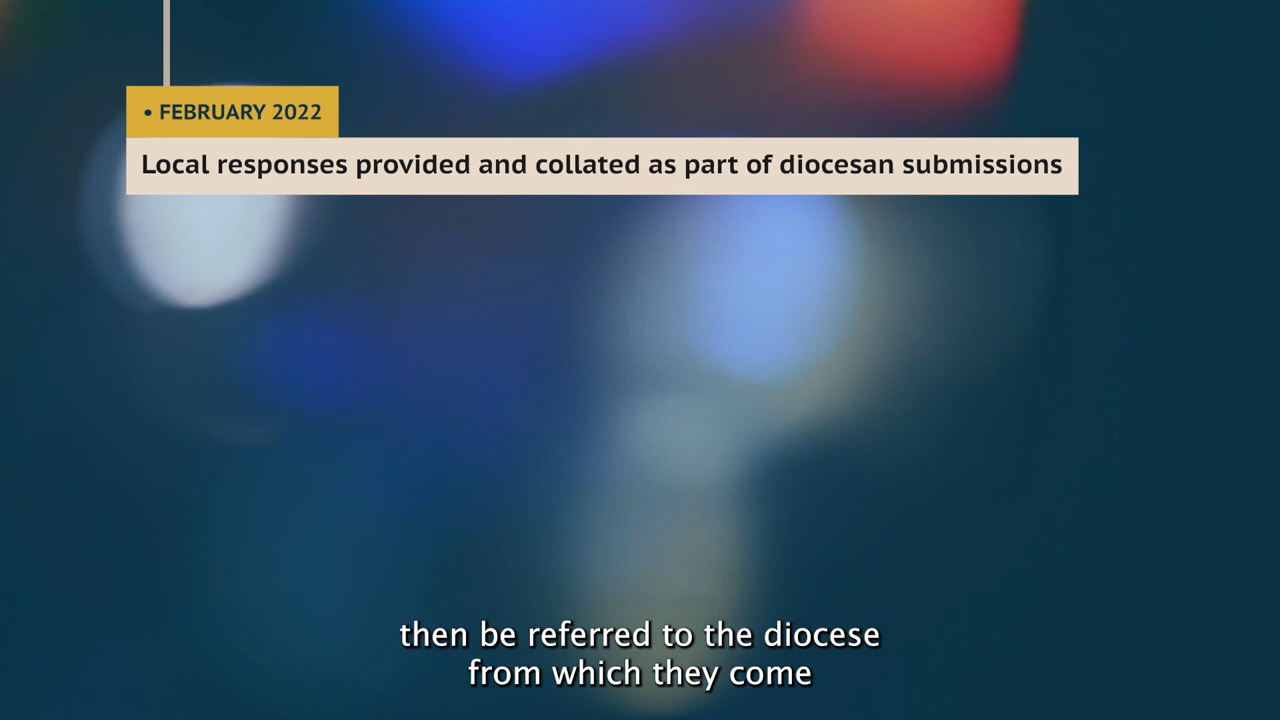 • FEBRUARY 2022
Local responses provided and collated as part of diocesan submissions
then be referred to the diocese
from which they come